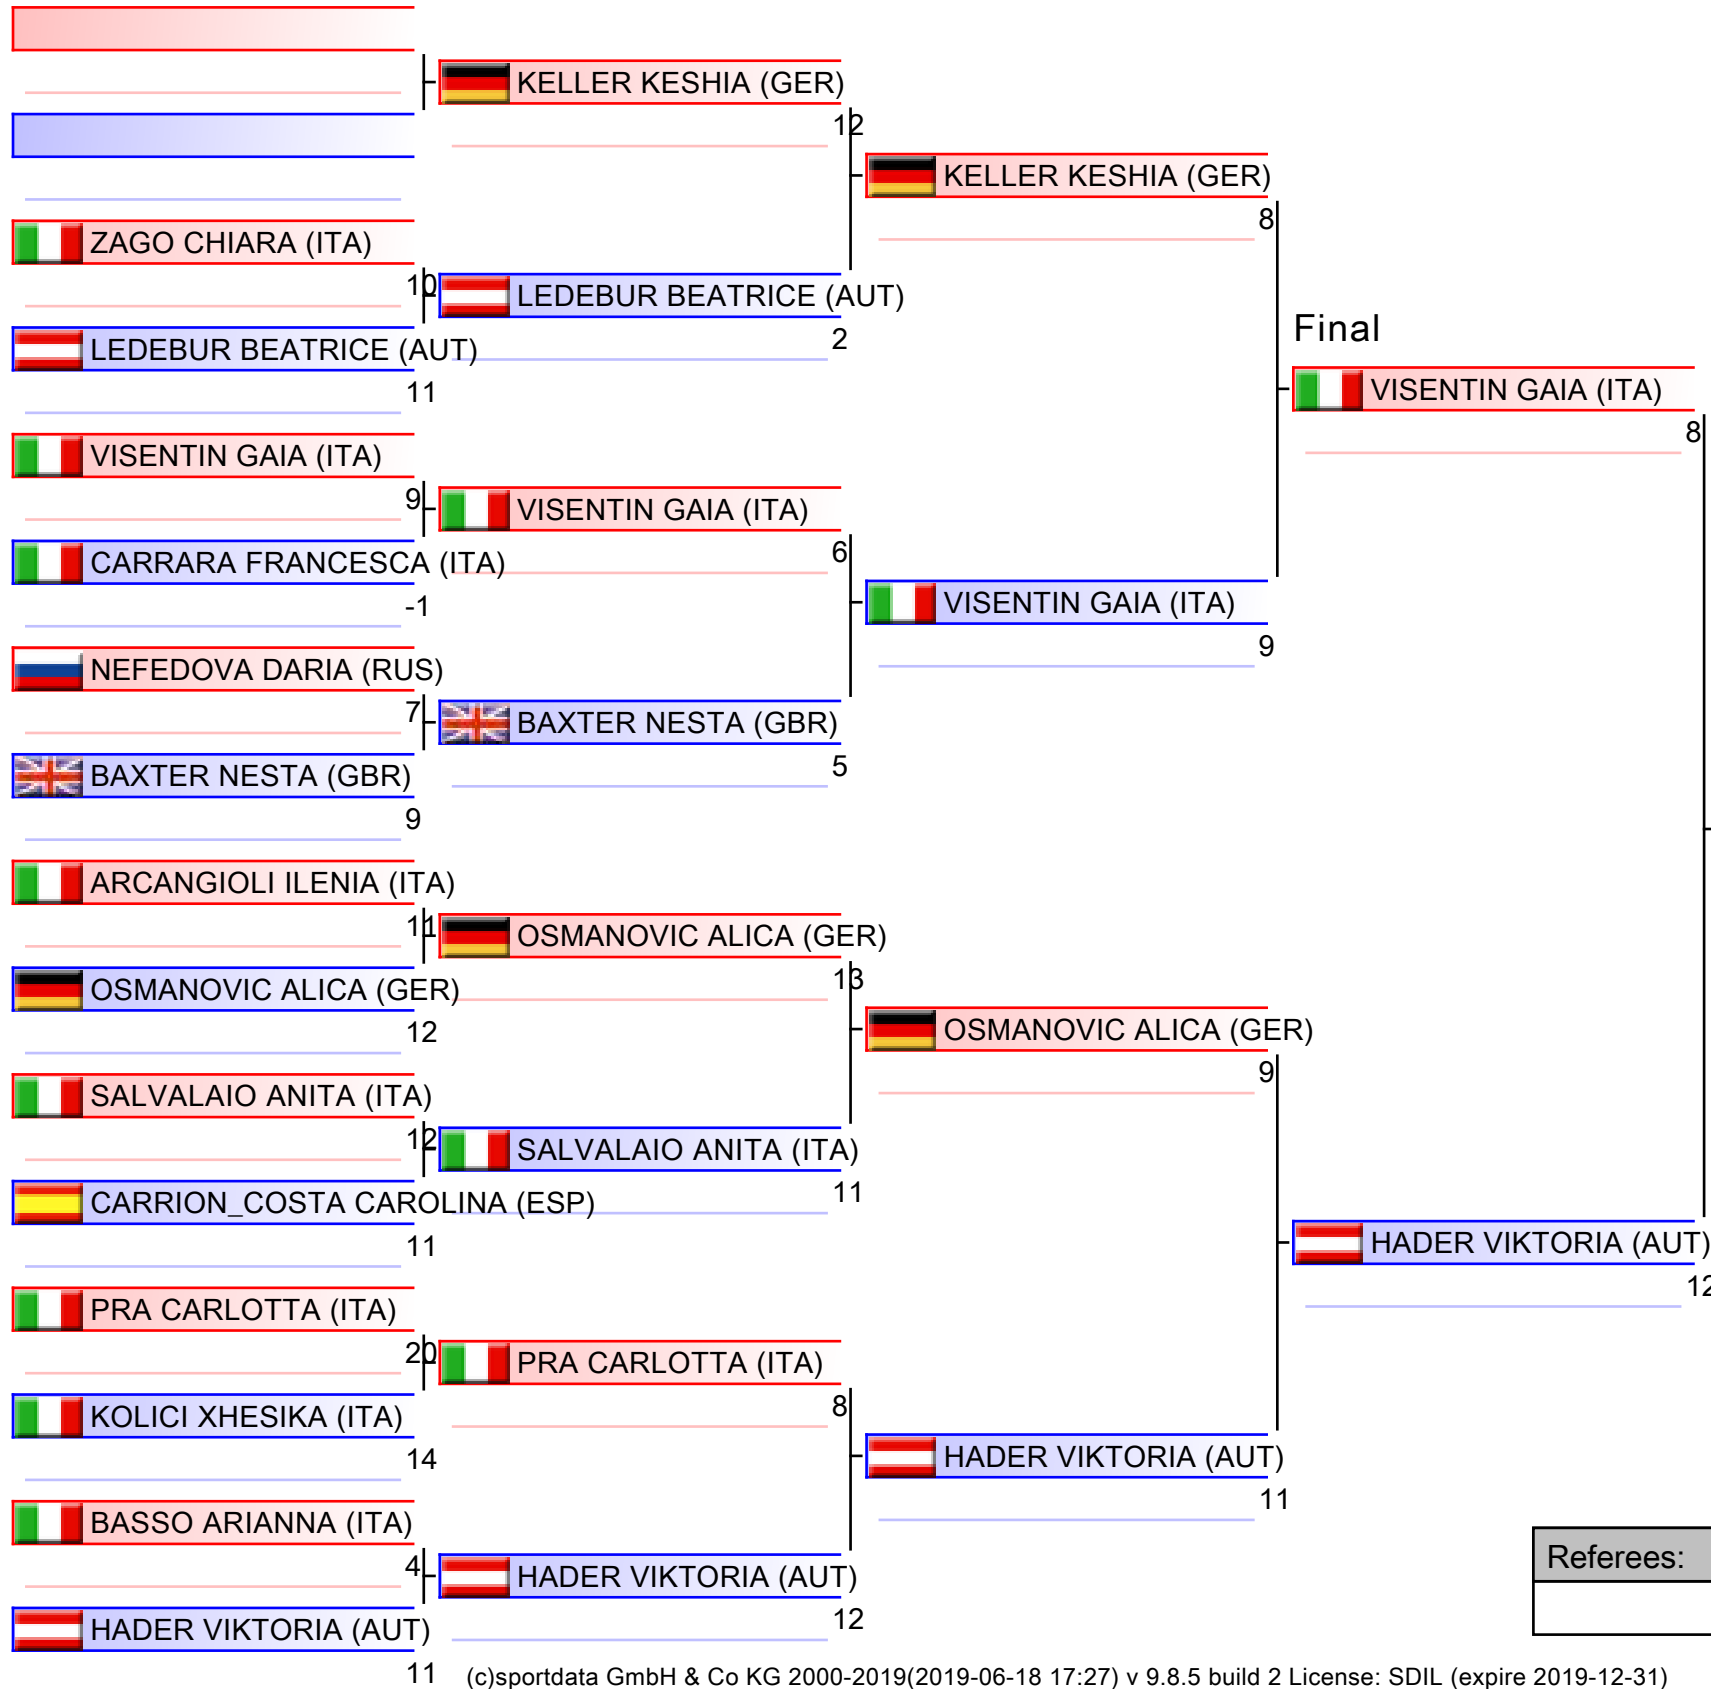 KELLER KESHIA (GER)
12
KELLER KESHIA (GER)
8
ZAGO CHIARA (ITA)
10
LEDEBUR BEATRICE (AUT)
2
LEDEBUR BEATRICE (AUT)
11
Final
VISENTIN GAIA (ITA)
8
VISENTIN GAIA (ITA)
9
VISENTIN GAIA (ITA)
6
CARRARA FRANCESCA (ITA)
-1
VISENTIN GAIA (ITA)
9
NEFEDOVA DARIA (RUS)
7
BAXTER NESTA (GBR)
5
BAXTER NESTA (GBR)
9
ARCANGIOLI ILENIA (ITA)
11
OSMANOVIC ALICA (GER)
13
OSMANOVIC ALICA (GER)
12
OSMANOVIC ALICA (GER)
9
SALVALAIO ANITA (ITA)
12
SALVALAIO ANITA (ITA)
11
CARRION_COSTA CAROLINA (ESP)
11
HADER VIKTORIA (AUT)
12
PRA CARLOTTA (ITA)
20
PRA CARLOTTA (ITA)
8
KOLICI XHESIKA (ITA)
14
HADER VIKTORIA (AUT)
11
BASSO ARIANNA (ITA)
4
HADER VIKTORIA (AUT)
12
Referees:
HADER VIKTORIA (AUT)
11
(c)sportdata GmbH & Co KG 2000-2019(2019-06-18 17:27) v 9.8.5 build 2 License: SDIL (expire 2019-12-31)